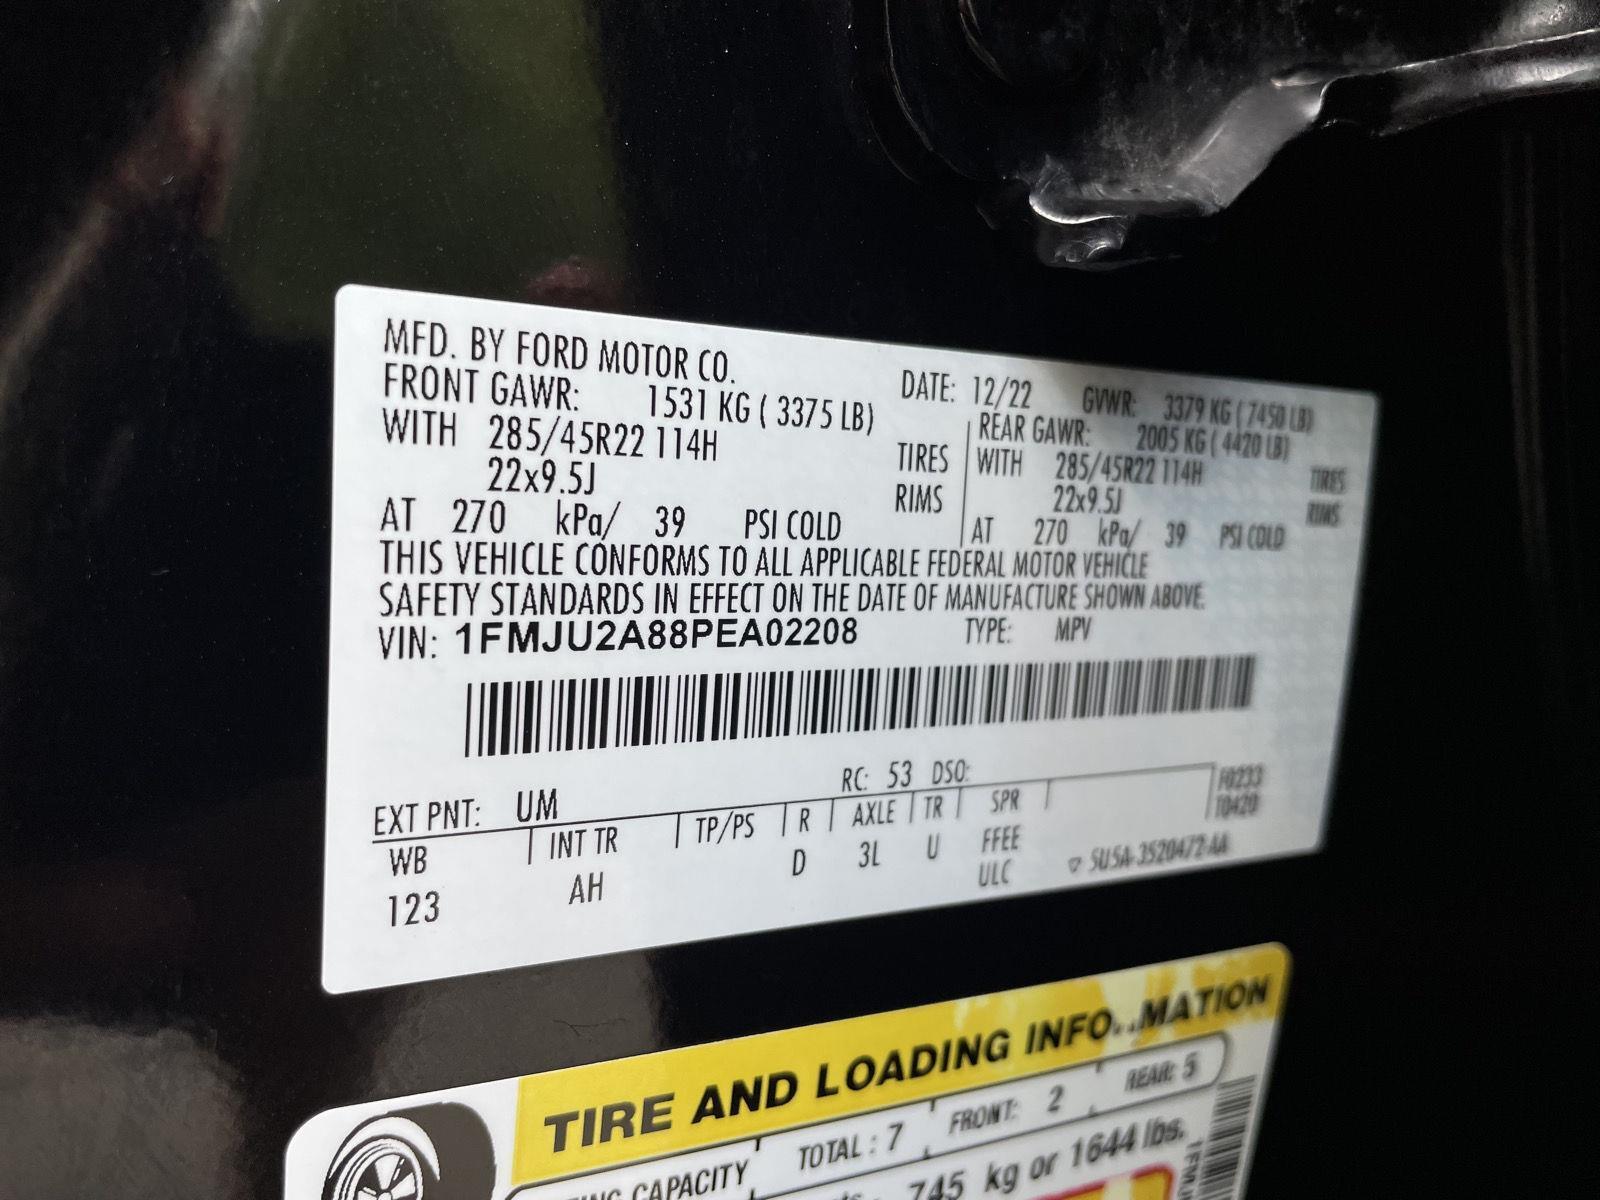 MFD. BY FORD MOTOR CO.
DATE: 12/22 GVWR: 3379 KG ( 7450 LB)
FRONT GAWR: 1531 KG ( 3375 LB)
WITH 285/45R22 114H TIRES
22x9.5J RIMS
AT 270 kPa/ 39 PSI COLD
REAR GAWR: 2005 KG ( 4420 LB)
WITH 285/45R22 114H TIRES
22x9.5J RIMS
AT 270 kPa/ 39 PSI COLD
THIS VEHICLE CONFORMS TO ALL APPLICABLE FEDERAL MOTOR VEHICLE
SAFETY STANDARDS IN EFFECT ON THE DATE OF MANUFACTURE SHOWN ABOVE.
VIN: 1FMJU2A88PEA02208 TYPE: MPV
EXT PNT: UM RC: 53 DSO:
F0233
T0420
WB INT TR TP/PS R AXLE TR SPR
123 AH D 3L U FFEE
ULC
5U5A-3520472-AA
TIRE AND LOADING INFO MATION
CAPACITY TOTAL : 7 FRONT: 2 REAR: 5
745 kg or 1644 lbs.